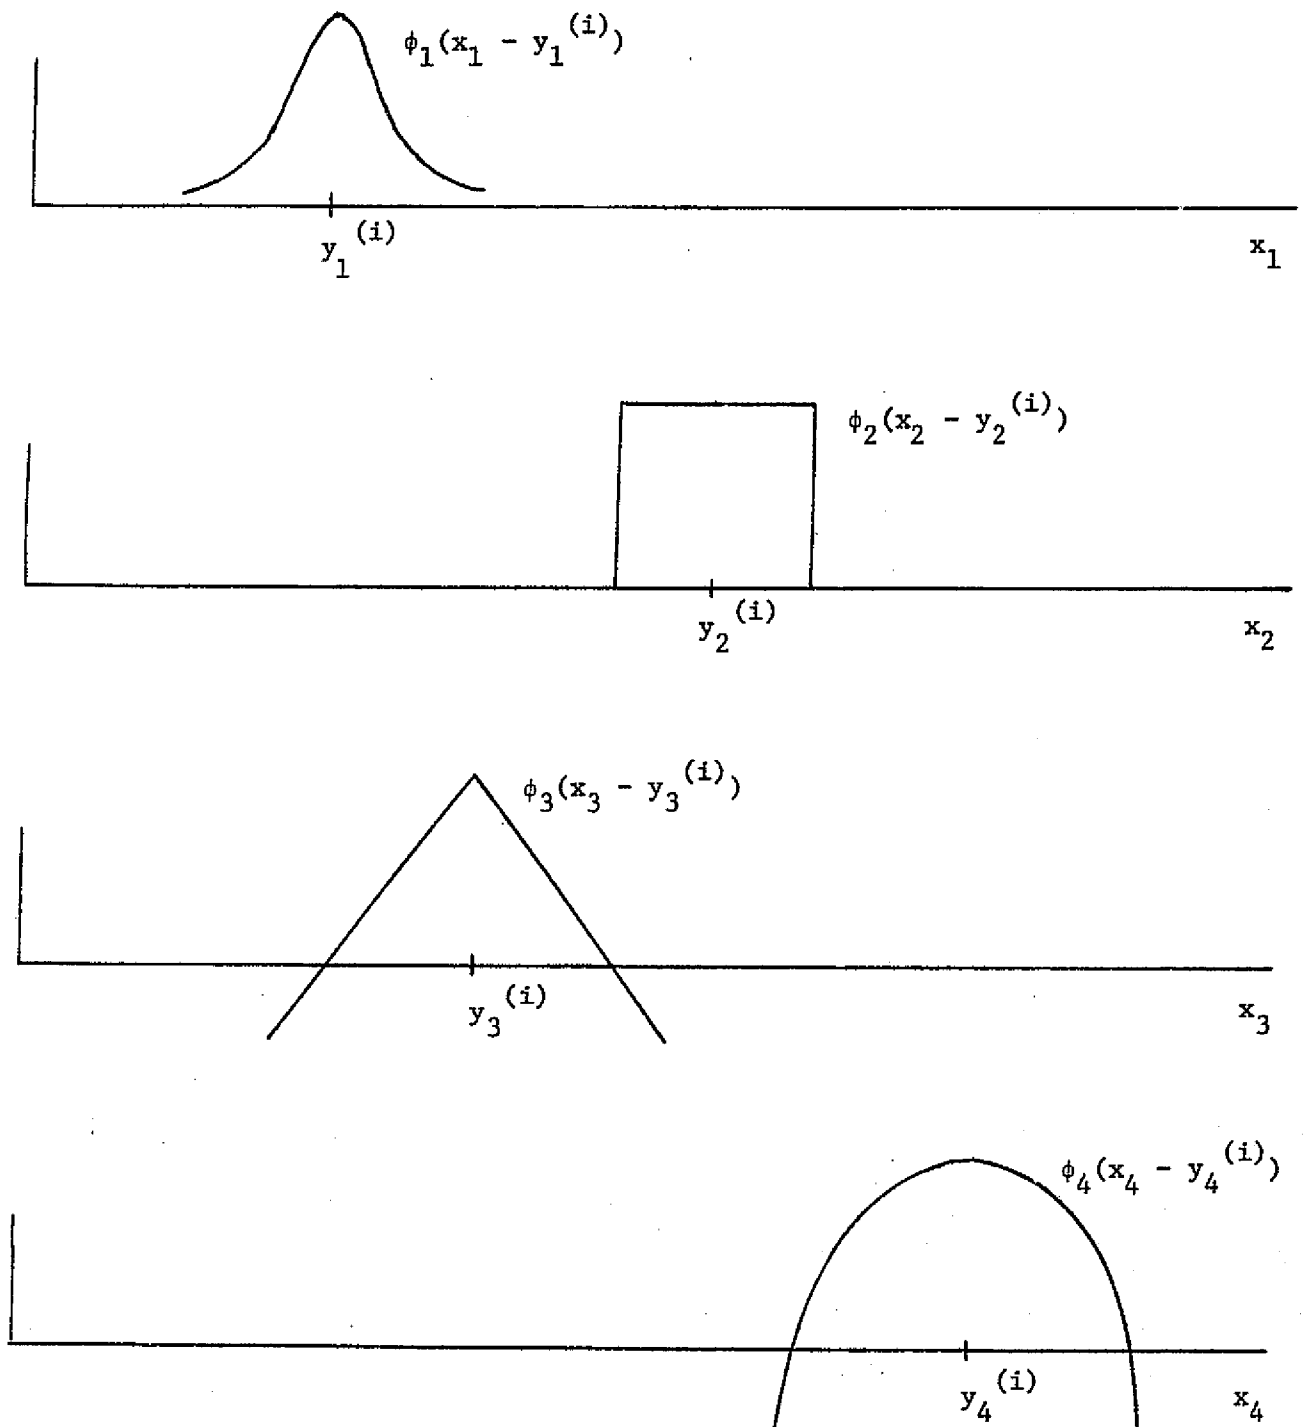 ϕ₁(x₁ − y₁⁽ⁱ⁾)
y₁⁽ⁱ⁾
x₁
ϕ₂(x₂ − y₂⁽ⁱ⁾)
y₂⁽ⁱ⁾
x₂
ϕ₃(x₃ − y₃⁽ⁱ⁾)
y₃⁽ⁱ⁾
x₃
ϕ₄(x₄ − y₄⁽ⁱ⁾)
y₄⁽ⁱ⁾
x₄